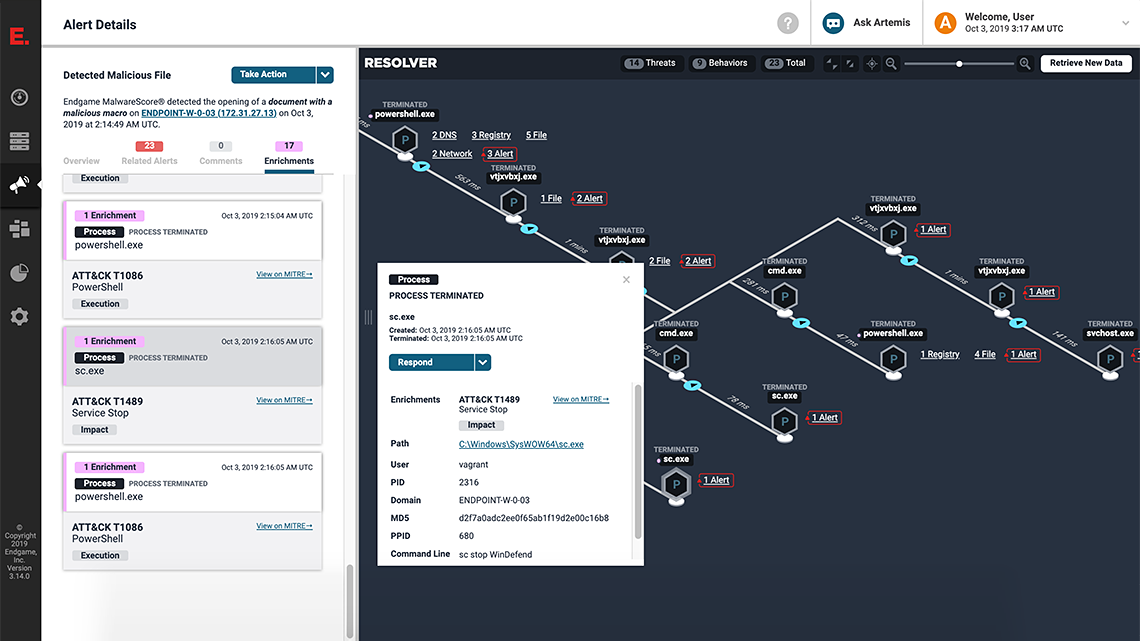 E.
Alert Details
?
Ask Artemis
A
Welcome, User
Oct 3, 2019 3:17 AM UTC
Detected Malicious File
Take Action
Endgame MalwareScore® detected the opening of a document with a
malicious macro on ENDPOINT-W-0-03 (172.31.27.13) on Oct 3,
2019 at 2:14:49 AM UTC.
23
0
17
Overview
Related Alerts
Comments
Enrichments
Execution
1 Enrichment
Oct 3, 2019 2:15:04 AM UTC
Process
PROCESS TERMINATED
powershell.exe
ATT&CK T1086
View on MITRE→
PowerShell
Execution
1 Enrichment
Oct 3, 2019 2:16:05 AM UTC
Process
PROCESS TERMINATED
sc.exe
ATT&CK T1489
View on MITRE→
Service Stop
Impact
1 Enrichment
Oct 3, 2019 2:16:05 AM UTC
Process
PROCESS TERMINATED
powershell.exe
ATT&CK T1086
View on MITRE→
PowerShell
Execution
©
Copyright
2019
Endgame,
Inc.
Version
3.14.0
RESOLVER
14 Threats
9 Behaviors
23 Total
Retrieve New Data
ms
TERMINATED
powershell.exe
P
2 DNS 3 Registry 5 File
2 Network 3 Alert
563 ms
TERMINATED
vtjxvbxj.exe
P
1 File 2 Alert
1 mins
TERMINATED
vtjxvbxj.exe
2 File 2 Alert
312 ms
TERMINATED
vtjxvbxj.exe
P
1 Alert
1 mins
TERMINATED
vtjxvbxj.exe
P
1 Alert
141 ms
TERMINATED
svchost.exe
P
TERMINATED
cmd.exe
P
281 ms
47 ms
TERMINATED
powershell.exe
P
1 Registry 4 File 1 Alert
TERMINATED
cmd.exe
P
78 ms
TERMINATED
sc.exe
P
1 Alert
TERMINATED
sc.exe
P
1 Alert
Process
PROCESS TERMINATED
sc.exe
Created: Oct 3, 2019 2:16:05 AM UTC
Terminated: Oct 3, 2019 2:16:05 AM UTC
Respond
Enrichments
ATT&CK T1489
View on MITRE→
Service Stop
Impact
Path C:\Windows\SysWOW64\sc.exe
User vagrant
PID 2316
Domain ENDPOINT-W-0-03
MD5 d2f7a0adc2ee0f65ab1f19d2e00c16b8
PPID 680
Command Line sc stop WinDefend